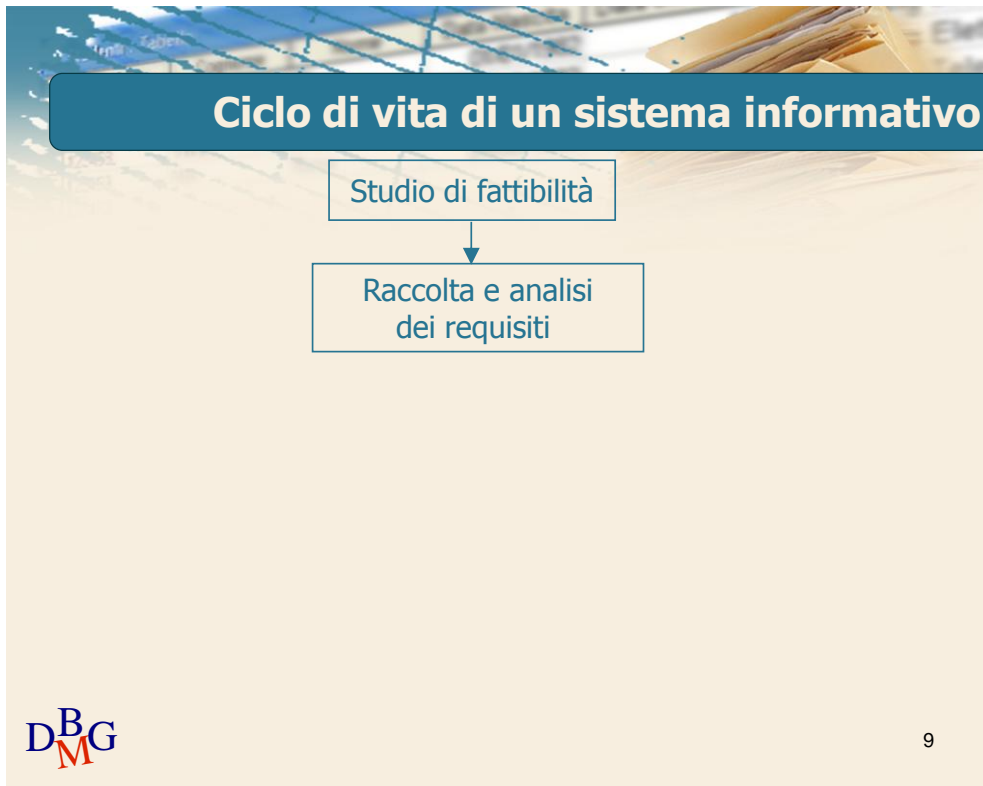 Ciclo di vita di un sistema informativo
Studio di fattibilità
Raccolta e analisi
dei requisiti
DBMG
9